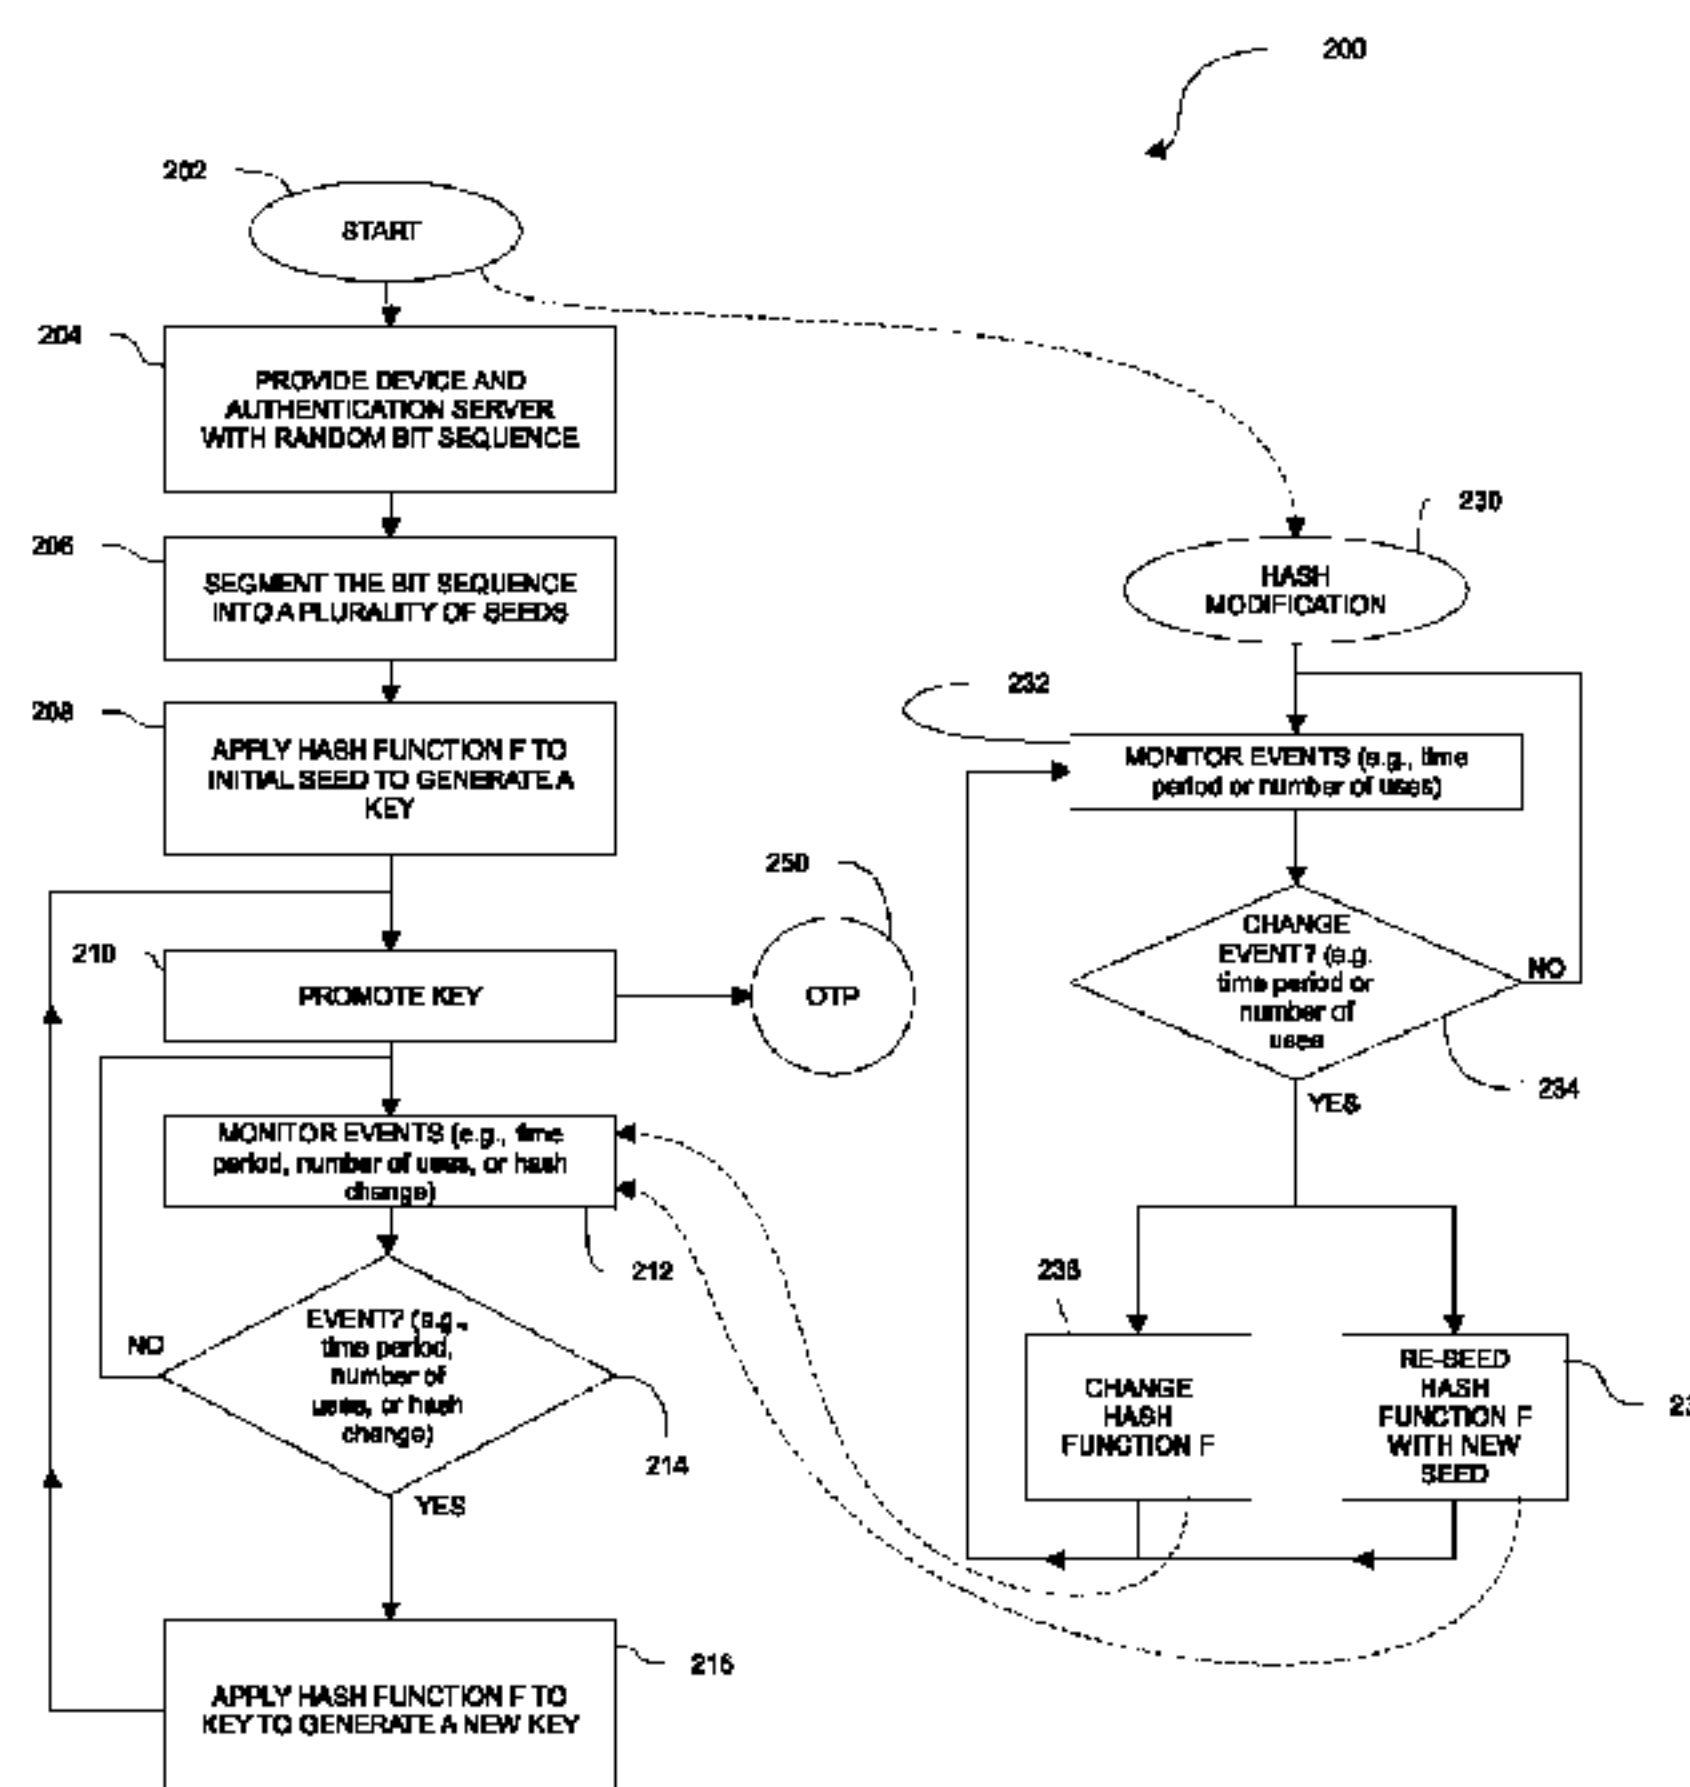 200
202
START
204
PROVIDE DEVICE AND
AUTHENTICATION SERVER
WITH RANDOM BIT SEQUENCE
206
SEGMENT THE BIT SEQUENCE
INTO A PLURALITY OF SEEDS
208
APPLY HASH FUNCTION F TO
INITIAL SEED TO GENERATE A
KEY
210
PROMOTE KEY
250
OTP
MONITOR EVENTS (e.g., time
period, number of uses, or hash
change)
212
EVENT? (e.g.,
time period,
number of
uses, or hash
change)
NO
214
YES
216
APPLY HASH FUNCTION F TO
KEY TO GENERATE A NEW KEY
230
HASH
MODIFICATION
232
MONITOR EVENTS (e.g., time
period or number of uses)
CHANGE
EVENT? (e.g.
time period or
number of
uses
NO
234
YES
236
CHANGE
HASH
FUNCTION F
RE-SEED
HASH
FUNCTION F
WITH NEW
SEED